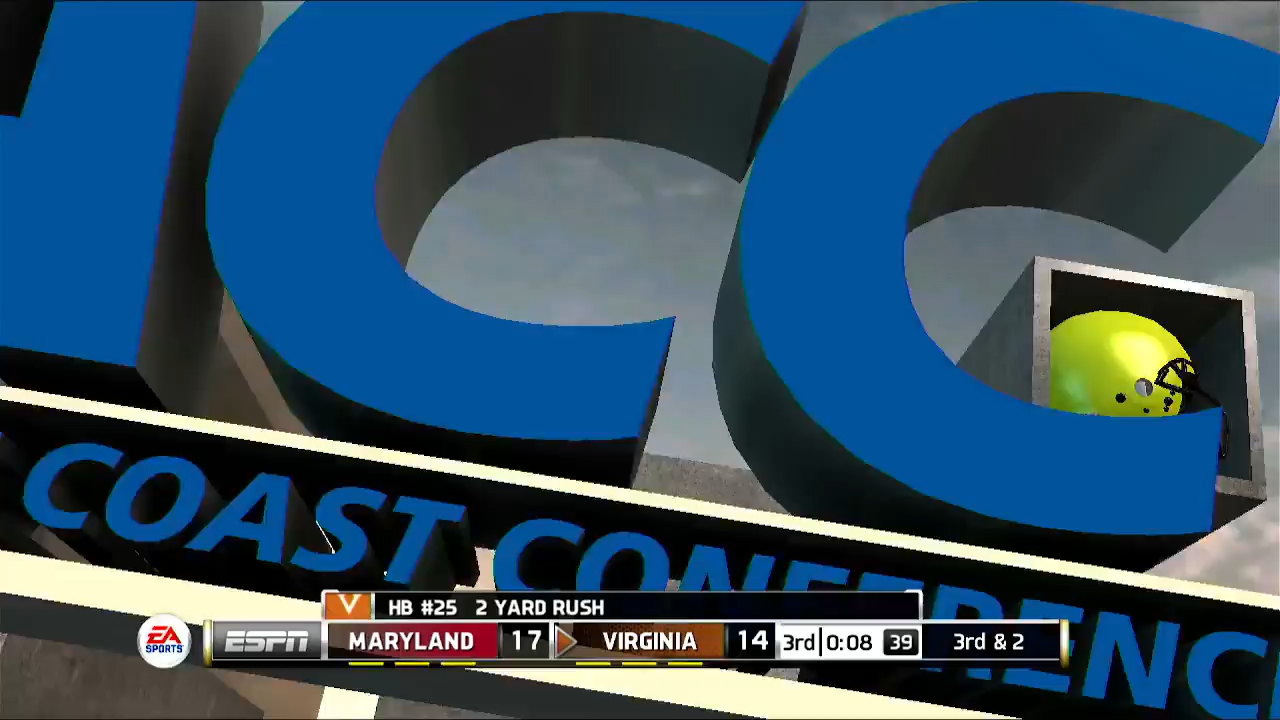 ACC
COAST CONFERENC
V HB #25 2 YARD RUSH
EA SPORTS ESPN MARYLAND 17 VIRGINIA 14 3rd 0:08 39 3rd & 2